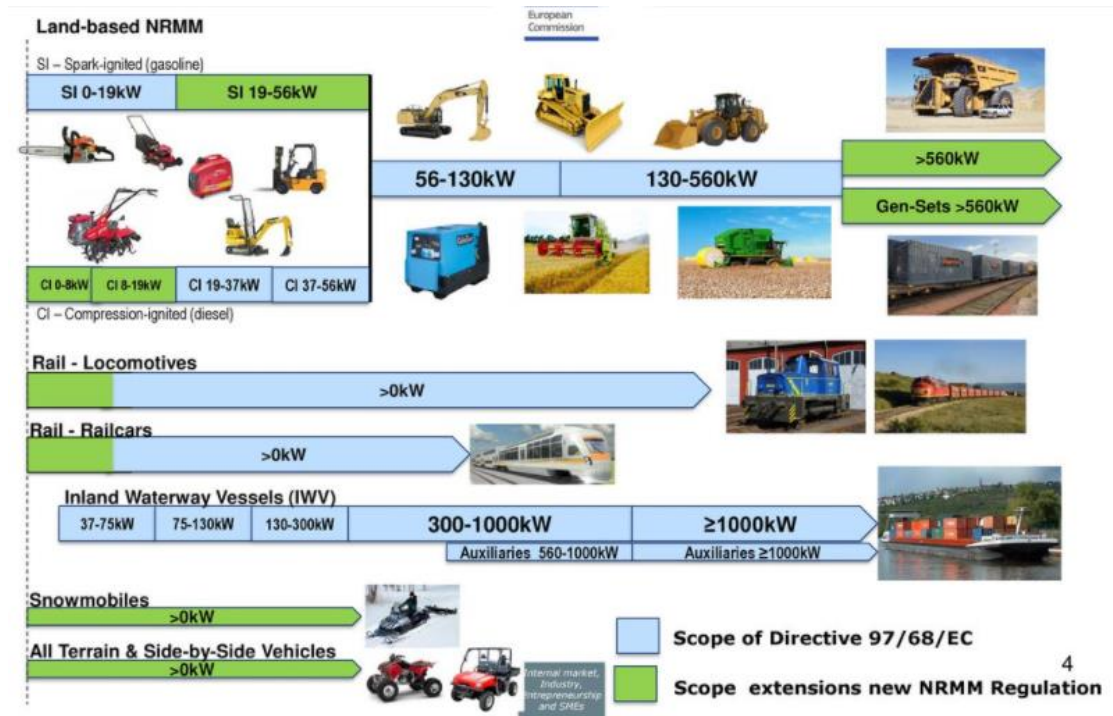 European
Commission
Land-based NRMM
SI – Spark-ignited (gasoline)
SI 0-19kW
SI 19-56kW
56-130kW
130-560kW
>560kW
Gen-Sets >560kW
CI 0-8kW
CI 8-19kW
CI 19-37kW
CI 37-56kW
CI – Compression-ignited (diesel)
Rail - Locomotives
>0kW
Rail - Railcars
>0kW
Inland Waterway Vessels (IWV)
37-75kW
75-130kW
130-300kW
300-1000kW
≥1000kW
Auxiliaries 560-1000kW
Auxiliaries ≥1000kW
Snowmobiles
>0kW
All Terrain & Side-by-Side Vehicles
>0kW
Internal market,
Industry,
Entrepreneurship
and SMEs
Scope of Directive 97/68/EC
Scope extensions new NRMM Regulation
4